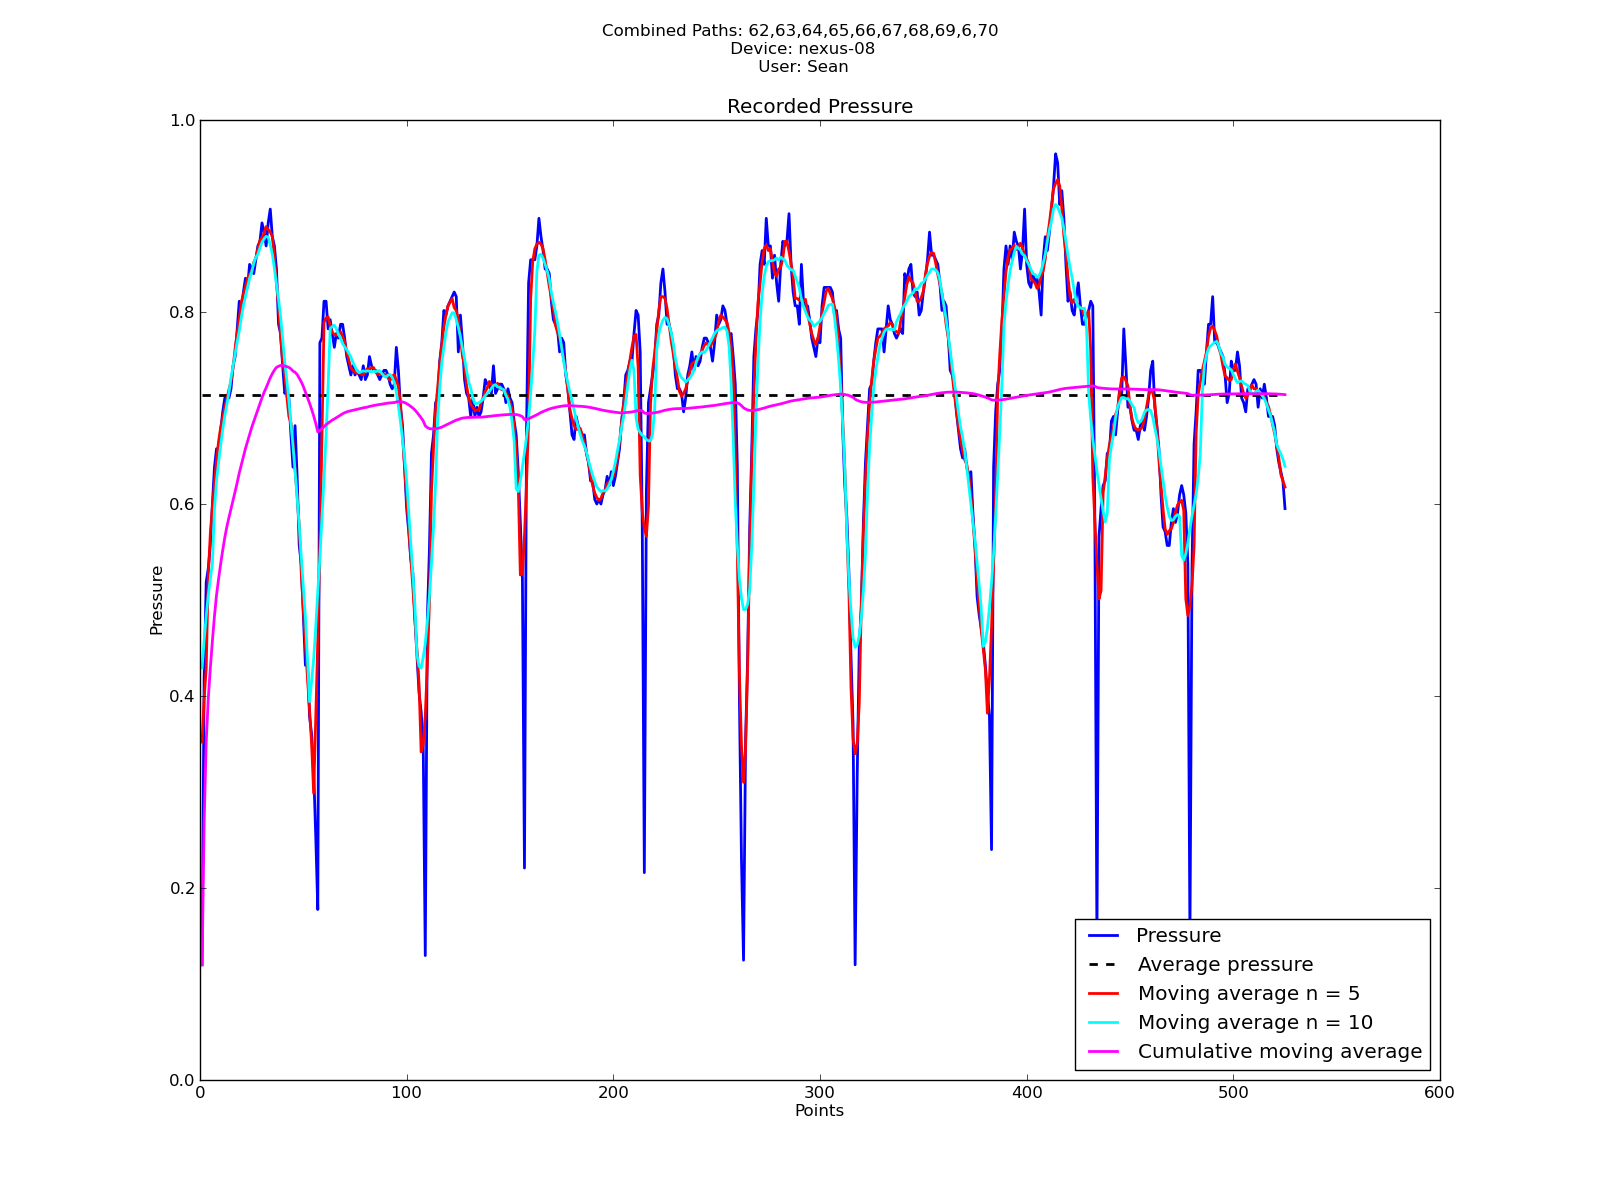 Combined Paths: 62,63,64,65,66,67,68,69,6,70
Device: nexus-08
User: Sean
Recorded Pressure
1.0
0.8
0.6
0.4
0.2
0.0
Pressure
0 100 200 300 400 500 600
Points
Pressure
Average pressure
Moving average n = 5
Moving average n = 10
Cumulative moving average